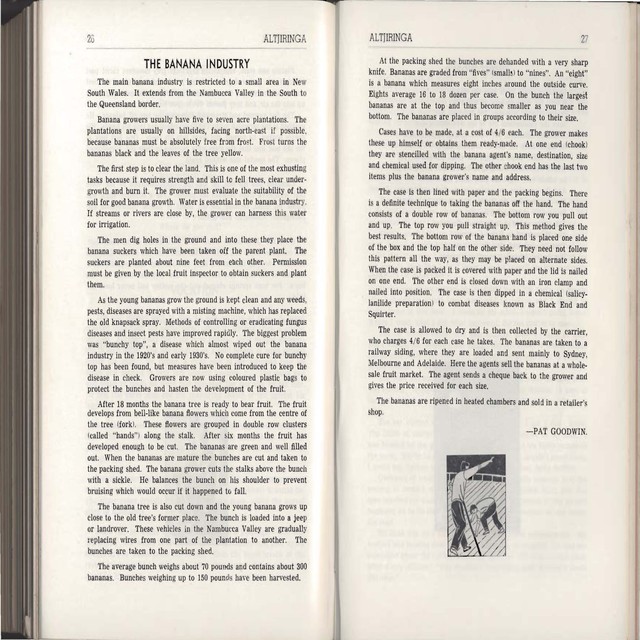 26
ALTJIRINGA
THE BANANA INDUSTRY
The main banana industry is restricted to a small area in New
South Wales. It extends from the Nambucca Valley in the South to
the Queensland border.
Banana growers usually have five to seven acre plantations. The
plantations are usually on hillsides, facing north-east if possible,
because bananas must be absolutely free from frost. Frost turns the
bananas black and the leaves of the tree yellow.
The first step is to clear the land. This is one of the most exhusting
tasks because it requires strength and skill to fell trees, clear under-
growth and burn it. The grower must evaluate the suitability of the
soil for good banana growth. Water is essential in the banana industry.
If streams or rivers are close by, the grower can harness this water
for irrigation.
The men dig holes in the ground and into these they place the
banana suckers which have been taken off the parent plant. The
suckers are planted about nine feet from each other. Permission
must be given by the local fruit inspector to obtain suckers and plant
them.
As the young bananas grow the ground is kept clean and any weeds,
pests, diseases are sprayed with a misting machine, which has replaced
the old knapsack spray. Methods of controlling or eradicating fungus
diseases and insect pests have improved rapidly. The biggest problem
was "bunchy top", a disease which almost wiped out the banana
industry in the 1920's and early 1930's. No complete cure for bunchy
top has been found, but measures have been introduced to keep the
disease in check. Growers are now using coloured plastic bags to
protect the bunches and hasten the development of the fruit.
After 18 months the banana tree is ready to bear fruit. The fruit
develops from bell-like banana flowers which come from the centre of
the tree (fork). These flowers are grouped in double row clusters
(called "hands") along the stalk. After six months the fruit has
developed enough to be cut. The bananas are green and well filled
out. When the bananas are mature the bunches are cut and taken to
the packing shed. The banana grower cuts the stalks above the bunch
with a sickle. He balances the bunch on his shoulder to prevent
bruising which would occur if it happened to fall.
The banana tree is also cut down and the young banana grows up
close to the old tree's former place. The bunch is loaded into a jeep
or landrover. These vehicles in the Nambucca Valley are gradually
replacing wires from one part of the plantation to another. The
bunches are taken to the packing shed.
The average bunch weighs about 70 pounds and contains about 300
bananas. Bunches weighing up to 150 pounds have been harvested.
ALTJIRINGA
27
At the packing shed the bunches are dehanded with a very sharp
knife. Bananas are graded from "fives" (smalls) to "nines". An "eight"
is a banana which measures eight inches around the outside curve.
Eights average 16 to 18 dozen per case. On the bunch the largest
bananas are at the top and thus become smaller as you near the
bottom. The bananas are placed in groups according to their size.
Cases have to be made, at a cost of 4/6 each. The grower makes
these up himself or obtains them ready-made. At one end (chook)
they are stencilled with the banana agent's name, destination, size
and chemical used for dipping. The other chook end has the last two
items plus the banana grower's name and address.
The case is then lined with paper and the packing begins. There
is a definite technique to taking the bananas off the hand. The hand
consists of a double row of bananas. The bottom row you pull out
and up. The top row you pull straight up. This method gives the
best results. The bottom row of the banana hand is placed one side
of the box and the top half on the other side. They need not follow
this pattern all the way, as they may be placed on alternate sides.
When the case is packed it is covered with paper and the lid is nailed
on one end. The other end is closed down with an iron clamp and
nailed into position. The case is then dipped in a chemical (salicy-
lanilide preparation) to combat diseases known as Black End and
Squirter.
The case is allowed to dry and is then collected by the carrier,
who charges 4/6 for each case he takes. The bananas are taken to a
railway siding, where they are loaded and sent mainly to Sydney,
Melbourne and Adelaide. Here the agents sell the bananas at a whole-
sale fruit market. The agent sends a cheque back to the grower and
gives the price received for each size.
The bananas are ripened in heated chambers and sold in a retailer's
shop.
—PAT GOODWIN.